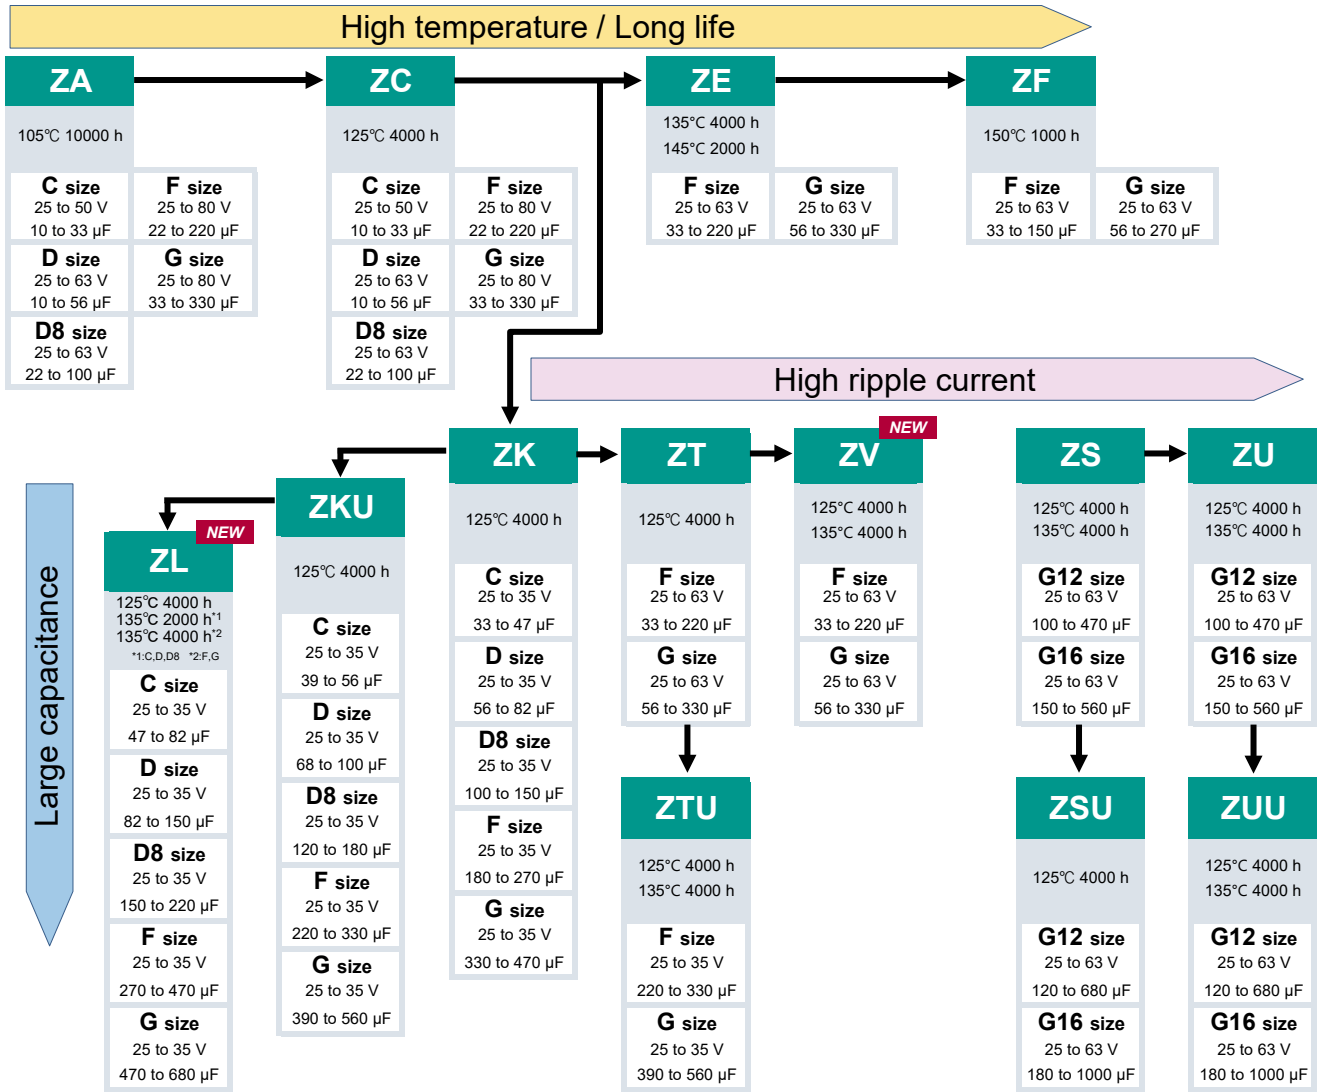 High temperature / Long life
ZA
105℃ 10000 h
C size
25 to 50 V
10 to 33 µF
F size
25 to 80 V
22 to 220 µF
D size
25 to 63 V
10 to 56 µF
G size
25 to 80 V
33 to 330 µF
D8 size
25 to 63 V
22 to 100 µF
ZC
125℃ 4000 h
C size
25 to 50 V
10 to 33 µF
F size
25 to 80 V
22 to 220 µF
D size
25 to 63 V
10 to 56 µF
G size
25 to 80 V
33 to 330 µF
D8 size
25 to 63 V
22 to 100 µF
ZE
135°C 4000 h
145°C 2000 h
F size
25 to 63 V
33 to 220 µF
G size
25 to 63 V
56 to 330 µF
ZF
150℃ 1000 h
F size
25 to 63 V
33 to 150 µF
G size
25 to 63 V
56 to 270 µF
High ripple current
Large capacitance
NEW
ZL
125℃ 4000 h
135℃ 2000 h*1
135℃ 4000 h*2
*1:C,D,D8 *2:F,G
C size
25 to 35 V
47 to 82 µF
D size
25 to 35 V
82 to 150 µF
D8 size
25 to 35 V
150 to 220 µF
F size
25 to 35 V
270 to 470 µF
G size
25 to 35 V
470 to 680 µF
ZKU
125℃ 4000 h
C size
25 to 35 V
39 to 56 µF
D size
25 to 35 V
68 to 100 µF
D8 size
25 to 35 V
120 to 180 µF
F size
25 to 35 V
220 to 330 µF
G size
25 to 35 V
390 to 560 µF
ZK
125℃ 4000 h
C size
25 to 35 V
33 to 47 µF
D size
25 to 35 V
56 to 82 µF
D8 size
25 to 35 V
100 to 150 µF
F size
25 to 35 V
180 to 270 µF
G size
25 to 35 V
330 to 470 µF
ZT
125℃ 4000 h
F size
25 to 63 V
33 to 220 µF
G size
25 to 63 V
56 to 330 µF
ZTU
125℃ 4000 h
135℃ 4000 h
F size
25 to 35 V
220 to 330 µF
G size
25 to 35 V
390 to 560 µF
NEW
ZV
125℃ 4000 h
135℃ 4000 h
F size
25 to 63 V
33 to 220 µF
G size
25 to 63 V
56 to 330 µF
ZS
125℃ 4000 h
135℃ 4000 h
G12 size
25 to 63 V
100 to 470 µF
G16 size
25 to 63 V
150 to 560 µF
ZSU
125℃ 4000 h
G12 size
25 to 63 V
120 to 680 µF
G16 size
25 to 63 V
180 to 1000 µF
ZU
125℃ 4000 h
135℃ 4000 h
G12 size
25 to 63 V
100 to 470 µF
G16 size
25 to 63 V
150 to 560 µF
ZUU
125℃ 4000 h
135℃ 4000 h
G12 size
25 to 63 V
120 to 680 µF
G16 size
25 to 63 V
180 to 1000 µF